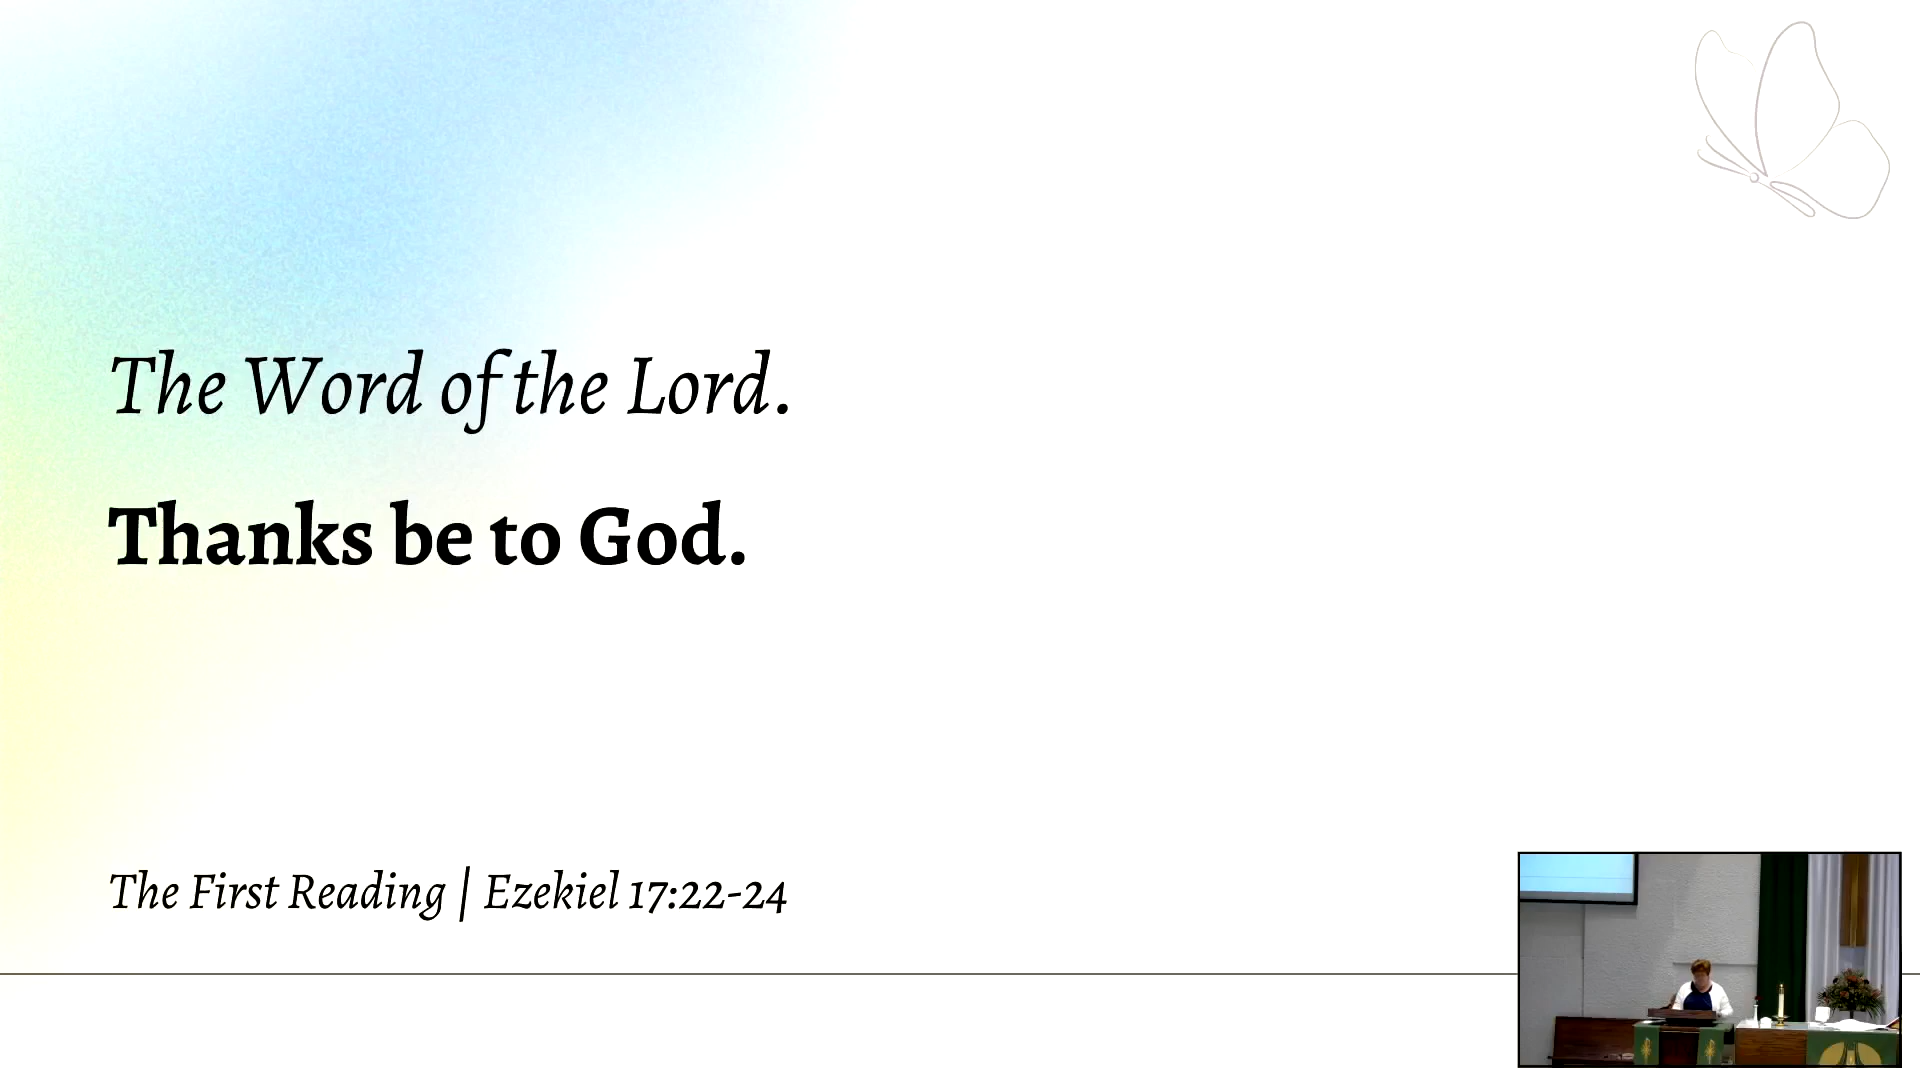 The Word of the Lord.
Thanks be to God.
The First Reading | Ezekiel 17:22-24